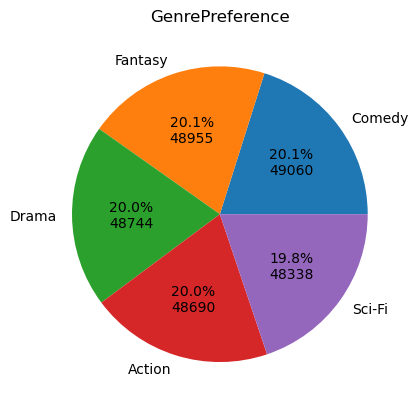 GenrePreference
Fantasy
Comedy
20.1%
48955
20.1%
49060
Drama
20.0%
48744
19.8%
48338
20.0%
48690
Sci-Fi
Action